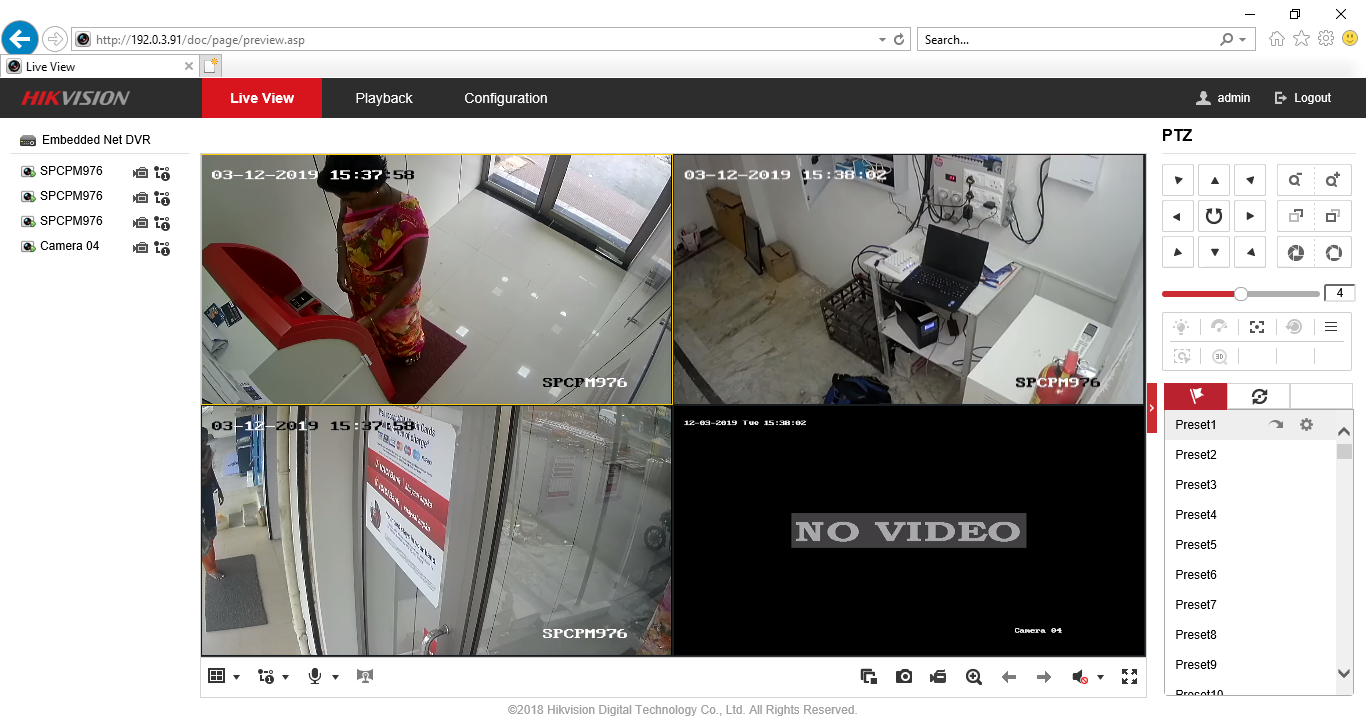 http://192.0.3.91/doc/page/preview.asp
Search...
Live View
HIKVISION
Live View
Playback
Configuration
admin
Logout
Embedded Net DVR
SPCPM976
SPCPM976
SPCPM976
Camera 04
03-12-2019 15:37:58
SPCPM976
03-12-2019 15:38:02
SPCPM976
03-12-2019 15:37:58
SPCPM976
12-03-2019 Tue 15:38:02
NO VIDEO
Camera 04
PTZ
4
3D
Preset1
Preset2
Preset3
Preset4
Preset5
Preset6
Preset7
Preset8
Preset9
Preset10
©2018 Hikvision Digital Technology Co., Ltd. All Rights Reserved.